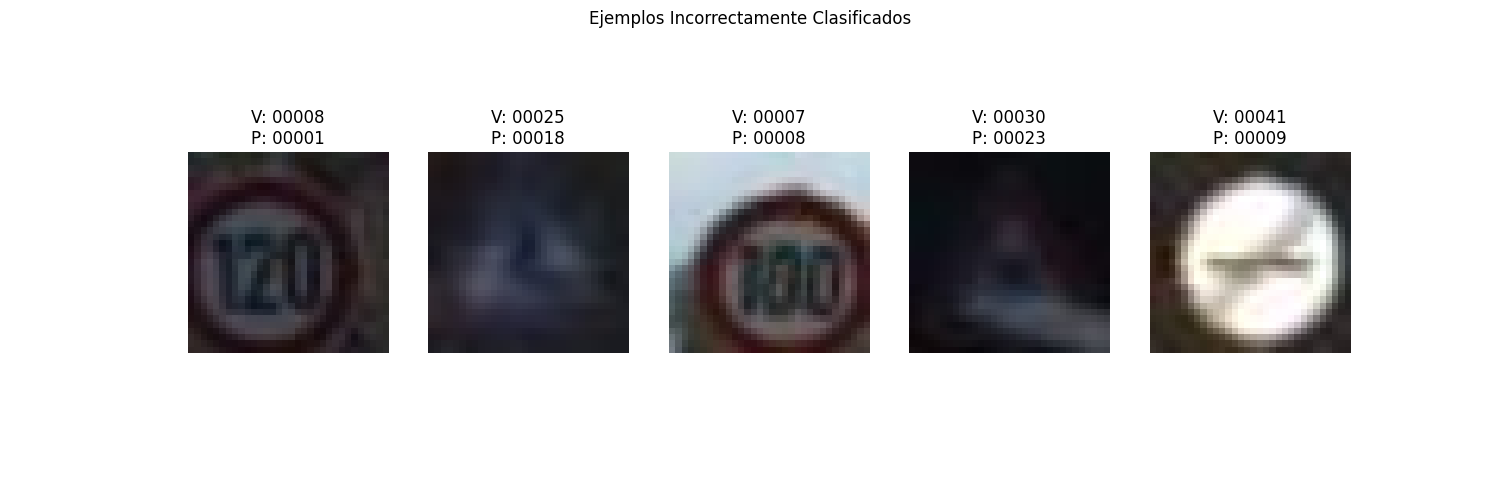 Ejemplos Incorrectamente Clasificados
V: 00008
P: 00001
V: 00025
P: 00018
V: 00007
P: 00008
V: 00030
P: 00023
V: 00041
P: 00009
120
100